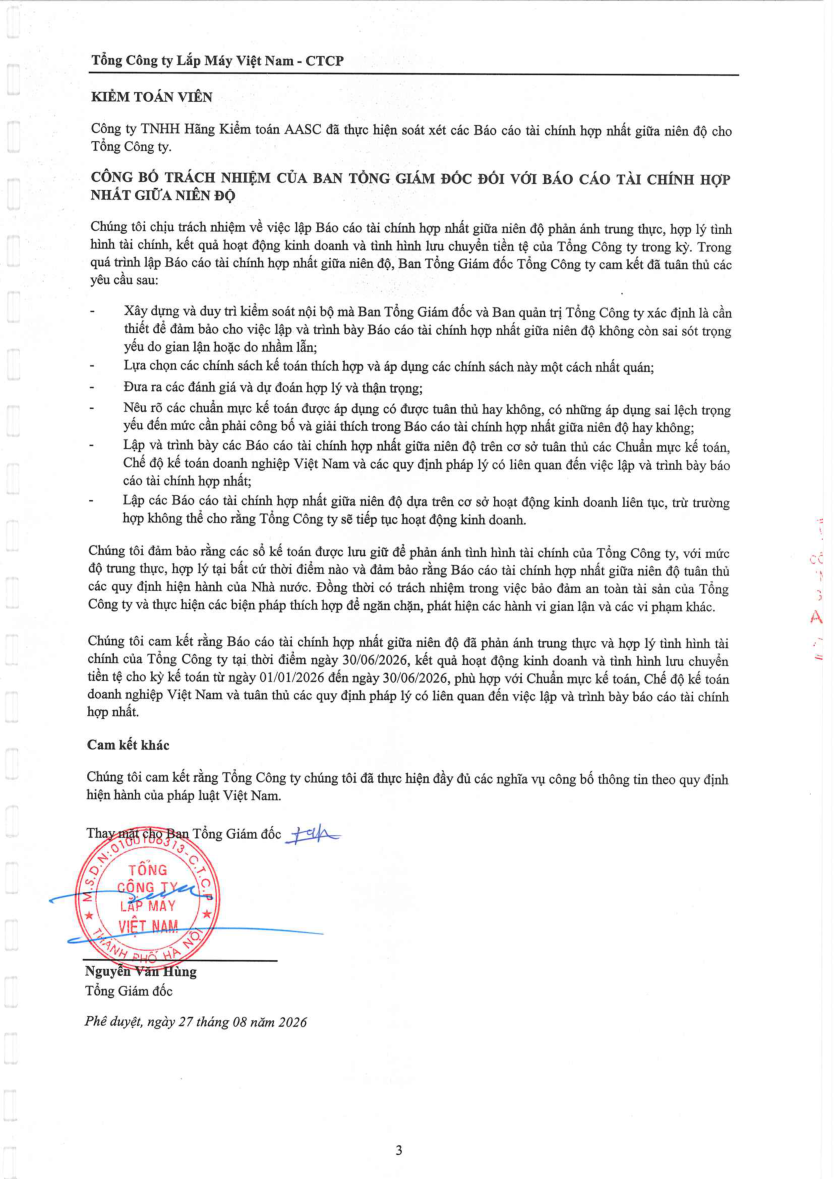 Tổng Công ty Lắp Máy Việt Nam - CTCP
KIỂM TOÁN VIÊN
Công ty TNHH Hãng Kiểm toán AASC đã thực hiện soát xét các Báo cáo tài chính hợp nhất giữa niên độ cho
Tổng Công ty.
CÔNG BỐ TRÁCH NHIỆM CỦA BAN TỔNG GIÁM ĐỐC ĐỐI VỚI BÁO CÁO TÀI CHÍNH HỢP
NHẤT GIỮA NIÊN ĐỘ
Chúng tôi chịu trách nhiệm về việc lập Báo cáo tài chính hợp nhất giữa niên độ phản ánh trung thực, hợp lý tình
hình tài chính, kết quả hoạt động kinh doanh và tình hình lưu chuyển tiền tệ của Tổng Công ty trong kỳ. Trong
quá trình lập Báo cáo tài chính hợp nhất giữa niên độ, Ban Tổng Giám đốc Tổng Công ty cam kết đã tuân thủ các
yêu cầu sau:
- Xây dựng và duy trì kiểm soát nội bộ mà Ban Tổng Giám đốc và Ban quản trị Tổng Công ty xác định là cần
thiết để đảm bảo cho việc lập và trình bày Báo cáo tài chính hợp nhất giữa niên độ không còn sai sót trọng
yếu do gian lận hoặc do nhầm lẫn;
- Lựa chọn các chính sách kế toán thích hợp và áp dụng các chính sách này một cách nhất quán;
- Đưa ra các đánh giá và dự đoán hợp lý và thận trọng;
- Nêu rõ các chuẩn mực kế toán được áp dụng có được tuân thủ hay không, có những áp dụng sai lệch trọng
yếu đến mức cần phải công bố và giải thích trong Báo cáo tài chính hợp nhất giữa niên độ hay không;
- Lập và trình bày các Báo cáo tài chính hợp nhất giữa niên độ trên cơ sở tuân thủ các Chuẩn mực kế toán,
Chế độ kế toán doanh nghiệp Việt Nam và các quy định pháp lý có liên quan đến việc lập và trình bày báo
cáo tài chính hợp nhất;
- Lập các Báo cáo tài chính hợp nhất giữa niên độ dựa trên cơ sở hoạt động kinh doanh liên tục, trừ trường
hợp không thể cho rằng Tổng Công ty sẽ tiếp tục hoạt động kinh doanh.
Chúng tôi đảm bảo rằng các sổ kế toán được lưu giữ để phản ánh tình hình tài chính của Tổng Công ty, với mức
độ trung thực, hợp lý tại bất cứ thời điểm nào và đảm bảo rằng Báo cáo tài chính hợp nhất giữa niên độ tuân thủ
các quy định hiện hành của Nhà nước. Đồng thời có trách nhiệm trong việc bảo đảm an toàn tài sản của Tổng
Công ty và thực hiện các biện pháp thích hợp để ngăn chặn, phát hiện các hành vi gian lận và các vi phạm khác.
Chúng tôi cam kết rằng Báo cáo tài chính hợp nhất giữa niên độ đã phản ánh trung thực và hợp lý tình hình tài
chính của Tổng Công ty tại thời điểm ngày 30/06/2026, kết quả hoạt động kinh doanh và tình hình lưu chuyển
tiền tệ cho kỳ kế toán từ ngày 01/01/2026 đến ngày 30/06/2026, phù hợp với Chuẩn mực kế toán, Chế độ kế toán
doanh nghiệp Việt Nam và tuân thủ các quy định pháp lý có liên quan đến việc lập và trình bày báo cáo tài chính
hợp nhất.
Cam kết khác
Chúng tôi cam kết rằng Tổng Công ty chúng tôi đã thực hiện đầy đủ các nghĩa vụ công bố thông tin theo quy định
hiện hành của pháp luật Việt Nam.
Thay mặt cho Ban Tổng Giám đốc
M.S.D.N:0100106313-C.T.C.P
TỔNG
CÔNG TY
LẮP MÁY
VIỆT NAM
THÀNH PHỐ HÀ NỘI
Nguyễn Văn Hùng
Tổng Giám đốc
Phê duyệt, ngày 27 tháng 08 năm 2026
3